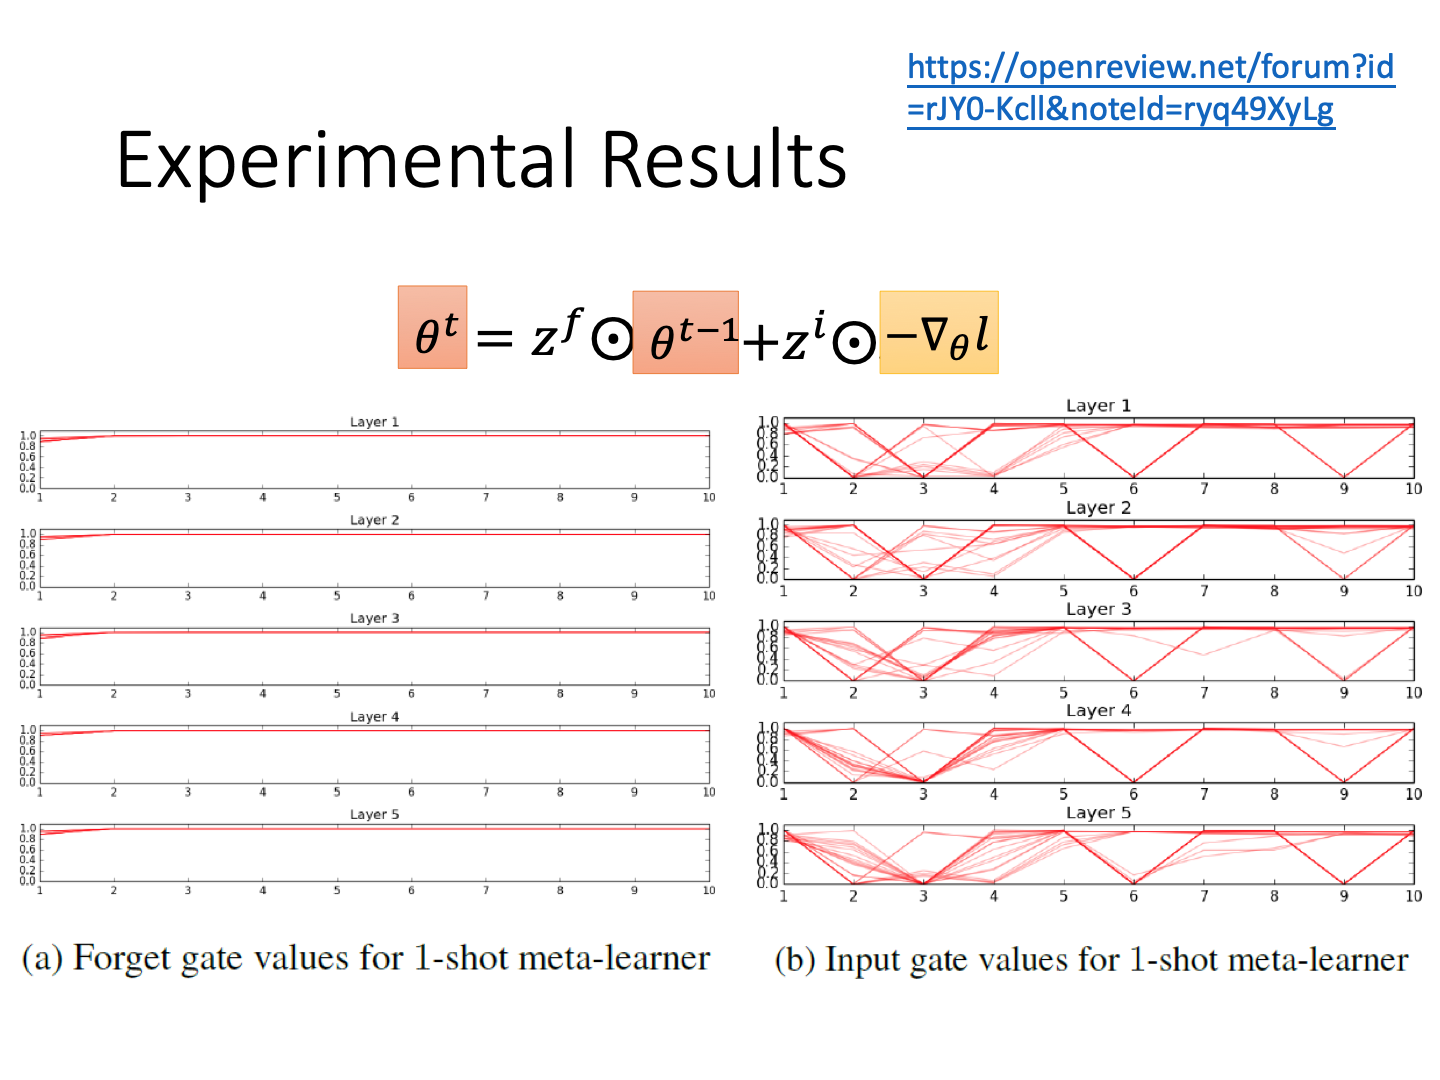 https://openreview.net/forum?id
=rJY0-Kcll&noteId=ryq49XyLg
Experimental Results
θ^t = z^f ⊙ θ^{t−1} + z^i ⊙ −∇_θ l
Layer 1
1.0
0.8
0.6
0.4
0.2
0.0
1 2 3 4 5 6 7 8 9 10
Layer 2
1.0
0.8
0.6
0.4
0.2
0.0
1 2 3 4 5 6 7 8 9 10
Layer 3
1.0
0.8
0.6
0.4
0.2
0.0
1 2 3 4 5 6 7 8 9 10
Layer 4
1.0
0.8
0.6
0.4
0.2
0.0
1 2 3 4 5 6 7 8 9 10
Layer 5
1.0
0.8
0.6
0.4
0.2
0.0
1 2 3 4 5 6 7 8 9 10
(a) Forget gate values for 1-shot meta-learner
Layer 1
1.0
0.8
0.6
0.4
0.2
0.0
1 2 3 4 5 6 7 8 9 10
Layer 2
1.0
0.8
0.6
0.4
0.2
0.0
1 2 3 4 5 6 7 8 9 10
Layer 3
1.0
0.8
0.6
0.4
0.2
0.0
1 2 3 4 5 6 7 8 9 10
Layer 4
1.0
0.8
0.6
0.4
0.2
0.0
1 2 3 4 5 6 7 8 9 10
Layer 5
1.0
0.8
0.6
0.4
0.2
0.0
1 2 3 4 5 6 7 8 9 10
(b) Input gate values for 1-shot meta-learner